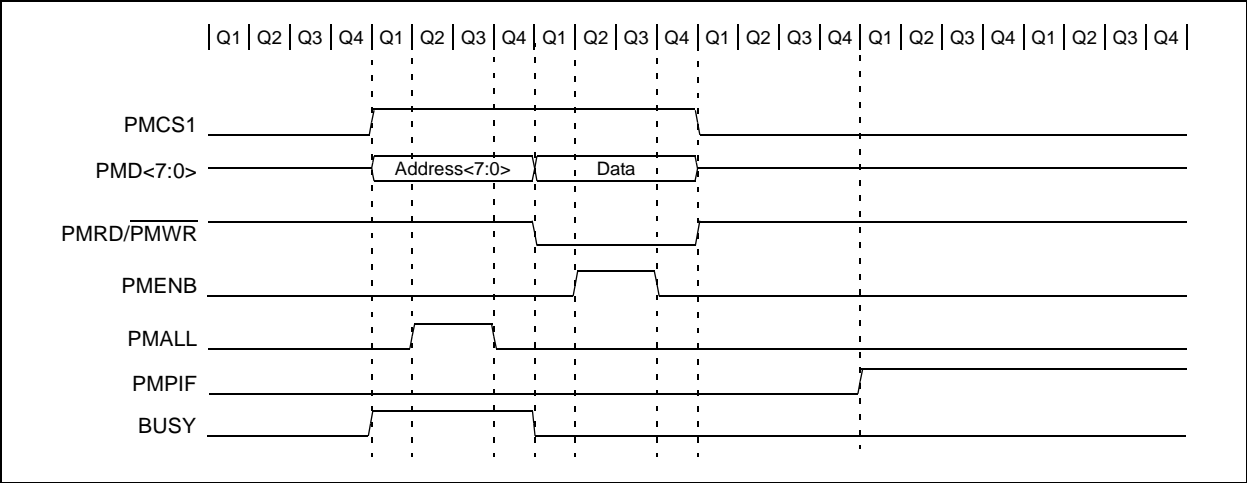 Q1 Q2 Q3 Q4 Q1 Q2 Q3 Q4 Q1 Q2 Q3 Q4 Q1 Q2 Q3 Q4 Q1 Q2 Q3 Q4 Q1 Q2 Q3 Q4
PMCS1
PMD<7:0> Address<7:0> Data
PMRD/PMWR
PMENB
PMALL
PMPIF
BUSY